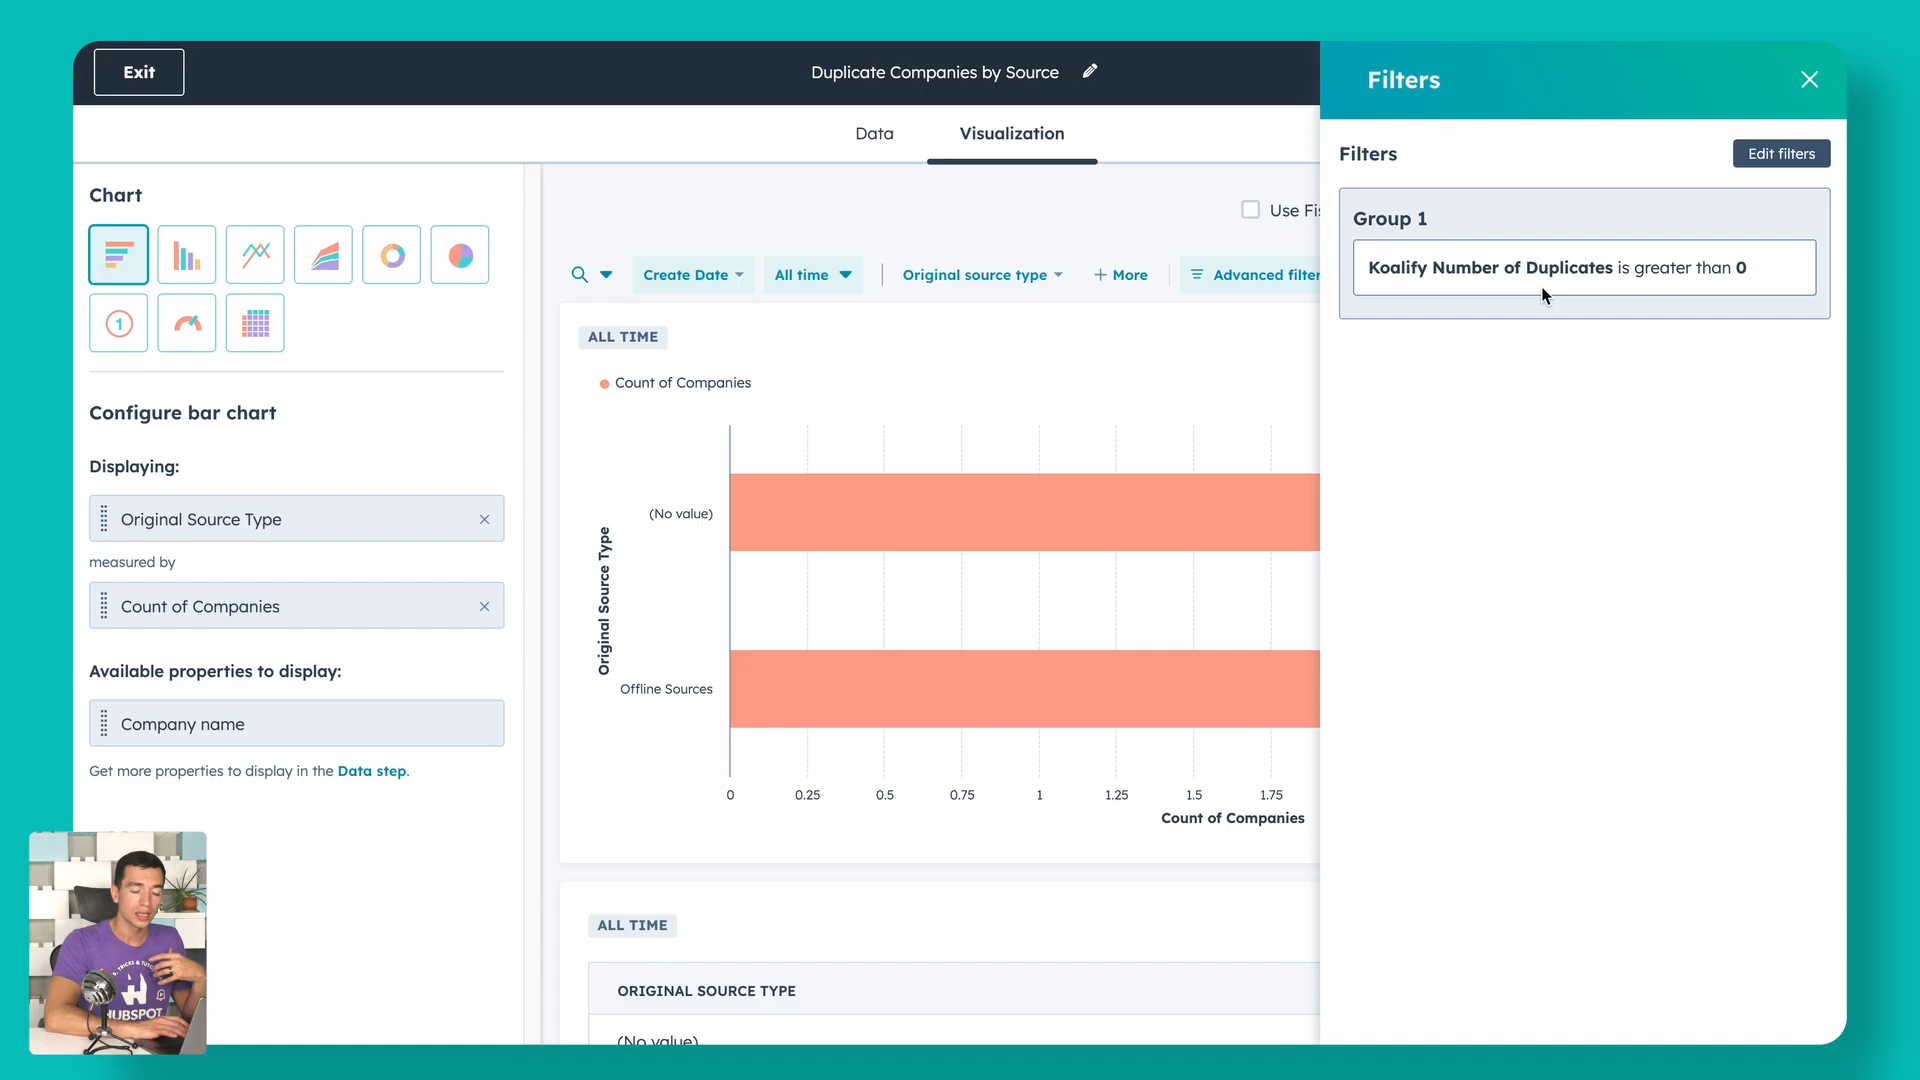 Exit
Duplicate Companies by Source
Data
Visualization
Chart
1
Configure bar chart
Displaying:
Original Source Type
measured by
Count of Companies
Available properties to display:
Company name
Get more properties to display in the Data step.
Use Fis
Create Date
All time
Original source type
+ More
Advanced filter
ALL TIME
Count of Companies
Original Source Type
(No value)
Offline Sources
0 0.25 0.5 0.75 1 1.25 1.5 1.75
Count of Companies
ALL TIME
ORIGINAL SOURCE TYPE
(No value)
Filters
Filters
Edit filters
Group 1
Koalify Number of Duplicates is greater than 0
HUBSPOT